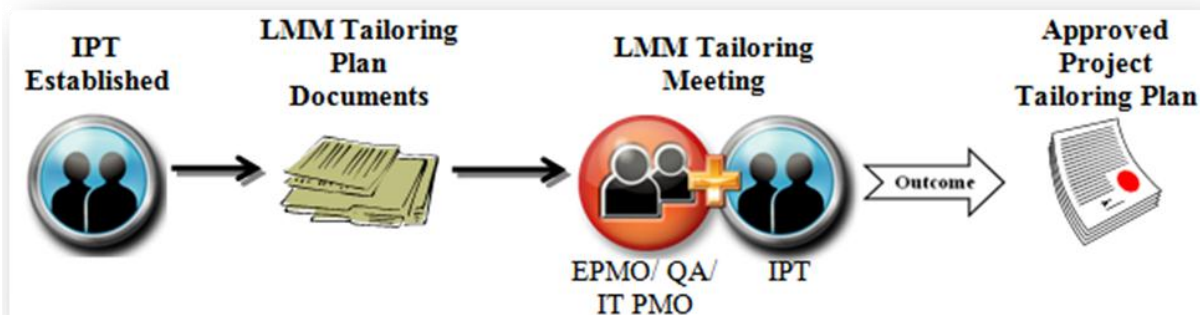 IPT
Established
LMM Tailoring
Plan
Documents
LMM Tailoring
Meeting
Approved
Project
Tailoring Plan
Outcome
EPMO/ QA/
IT PMO
IPT